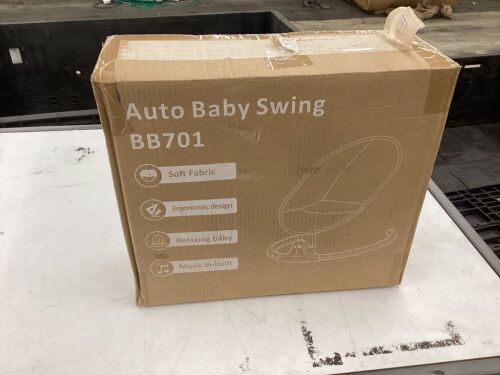 Auto Baby Swing
BB701
Soft Fabric
Ergonomic design
Relaxing baby
Music in-built